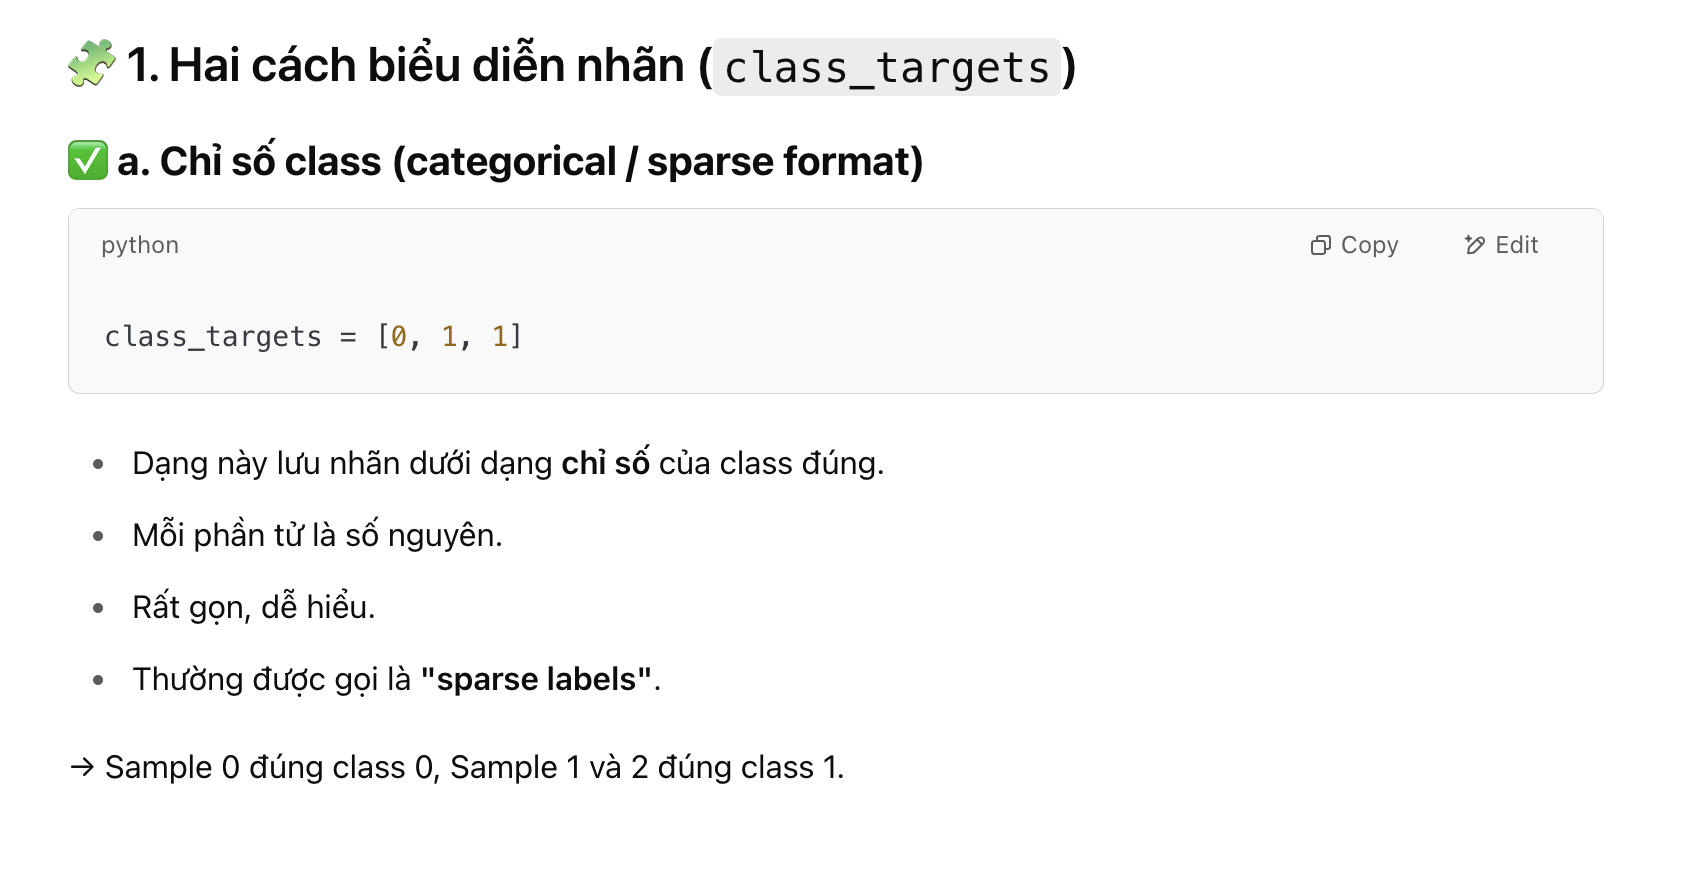 🧩 1. Hai cách biểu diễn nhãn (class_targets)
✅ a. Chỉ số class (categorical / sparse format)
python
Copy
Edit
class_targets = [0, 1, 1]
• Dạng này lưu nhãn dưới dạng chỉ số của class đúng.
• Mỗi phần tử là số nguyên.
• Rất gọn, dễ hiểu.
• Thường được gọi là "sparse labels".
→ Sample 0 đúng class 0, Sample 1 và 2 đúng class 1.